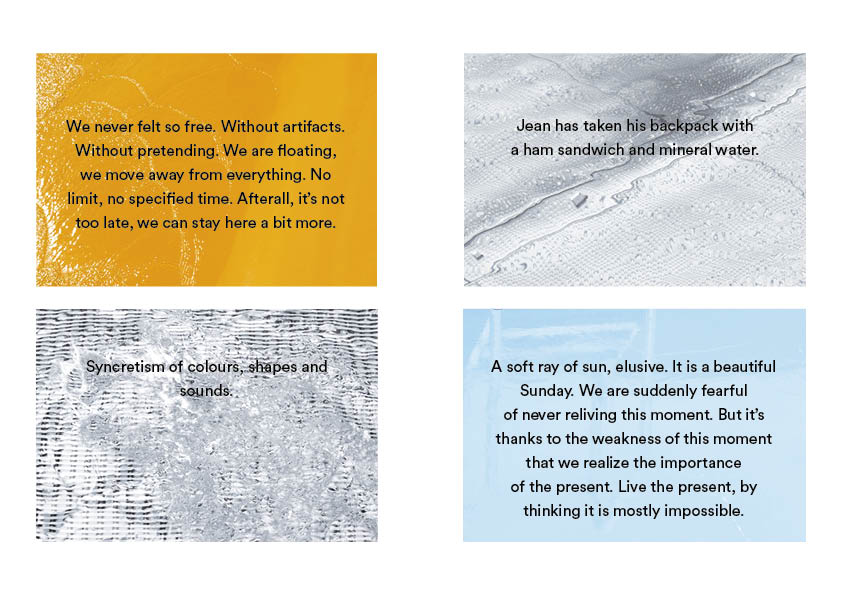 We never felt so free. Without artifacts.
Without pretending. We are floating,
we move away from everything. No
limit, no specified time. Afterall, it's not
too late, we can stay here a bit more.
Jean has taken his backpack with
a ham sandwich and mineral water.
Syncretism of colours, shapes and
sounds.
A soft ray of sun, elusive. It is a beautiful
Sunday. We are suddenly fearful
of never reliving this moment. But it's
thanks to the weakness of this moment
that we realize the importance
of the present. Live the present, by
thinking it is mostly impossible.